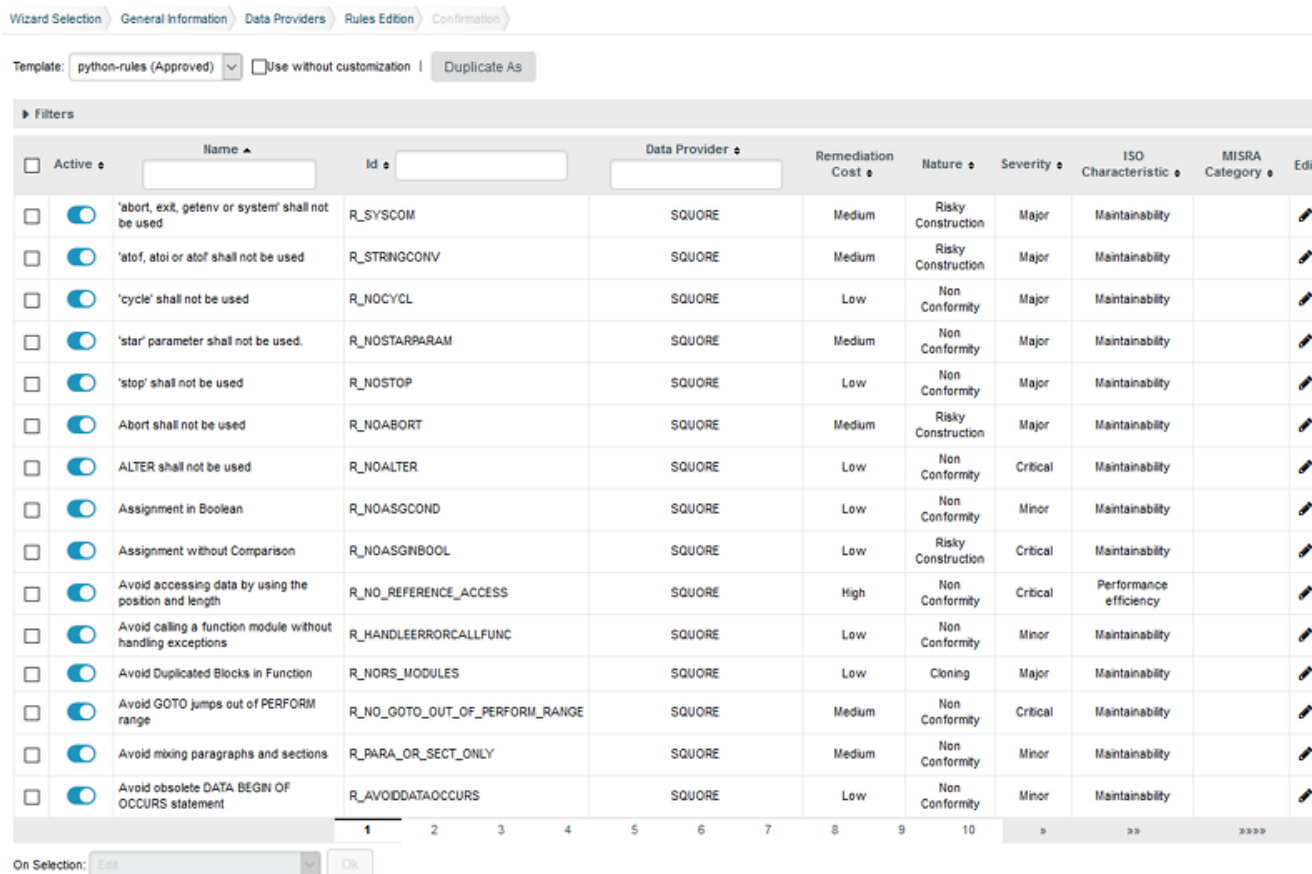 Wizard Selection General Information Data Providers Rules Edition Confirmation
Template: python-rules (Approved) Use without customization | Duplicate As
Filters
Active Name Id Data Provider Remediation Cost Nature Severity ISO Characteristic MISRA Category Edi
'abort, exit, getenv or system' shall not be used R_SYSCOM SQUORE Medium Risky Construction Major Maintainability
'atof, atoi or atol' shall not be used R_STRINGCONV SQUORE Medium Risky Construction Major Maintainability
'cycle' shall not be used R_NOCYCL SQUORE Low Non Conformity Major Maintainability
'star' parameter shall not be used. R_NOSTARPARAM SQUORE Medium Non Conformity Major Maintainability
'stop' shall not be used R_NOSTOP SQUORE Low Non Conformity Major Maintainability
Abort shall not be used R_NOABORT SQUORE Medium Risky Construction Major Maintainability
ALTER shall not be used R_NOALTER SQUORE Low Non Conformity Critical Maintainability
Assignment in Boolean R_NOASGCOND SQUORE Low Non Conformity Minor Maintainability
Assignment without Comparison R_NOASGINBOOL SQUORE Low Risky Construction Critical Maintainability
Avoid accessing data by using the position and length R_NO_REFERENCE_ACCESS SQUORE High Non Conformity Critical Performance efficiency
Avoid calling a function module without handling exceptions R_HANDLEERRORCALLFUNC SQUORE Low Non Conformity Minor Maintainability
Avoid Duplicated Blocks in Function R_NORS_MODULES SQUORE Low Cloning Major Maintainability
Avoid GOTO jumps out of PERFORM range R_NO_GOTO_OUT_OF_PERFORM_RANGE SQUORE Medium Non Conformity Critical Maintainability
Avoid mixing paragraphs and sections R_PARA_OR_SECT_ONLY SQUORE Medium Non Conformity Minor Maintainability
Avoid obsolete DATA BEGIN OF OCCURS statement R_AVOIDDATAOCCURS SQUORE Low Non Conformity Minor Maintainability
1 2 3 4 5 6 7 8 9 10 » »» »»»»
On Selection: Edit Ok